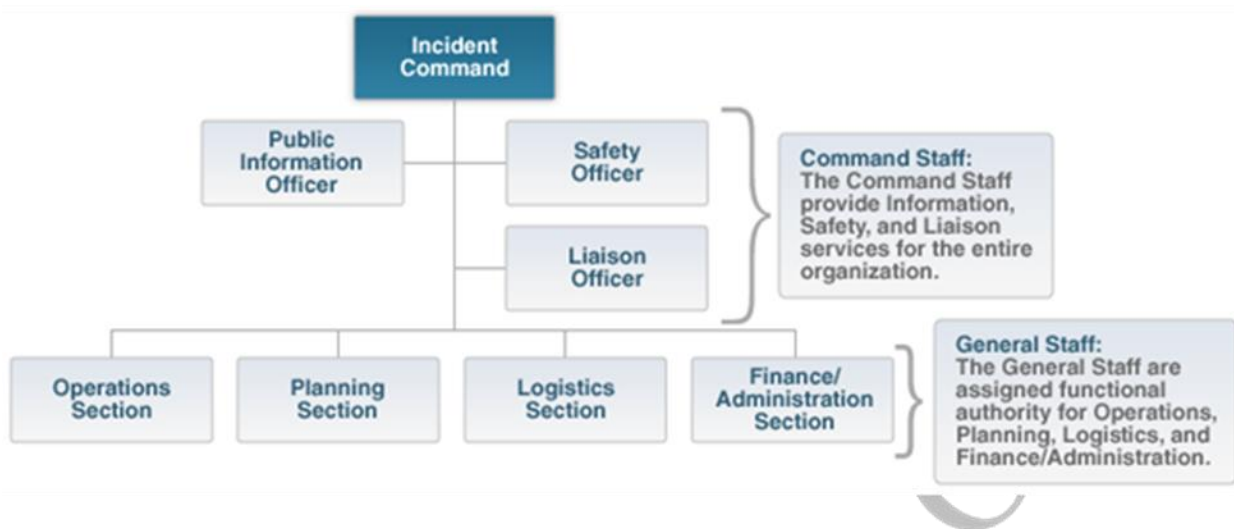 Incident
Command
Public
Information
Officer
Safety
Officer
Liaison
Officer
Command Staff:
The Command Staff
provide Information,
Safety, and Liaison
services for the entire
organization.
Operations
Section
Planning
Section
Logistics
Section
Finance/
Administration
Section
General Staff:
The General Staff are
assigned functional
authority for Operations,
Planning, Logistics, and
Finance/Administration.